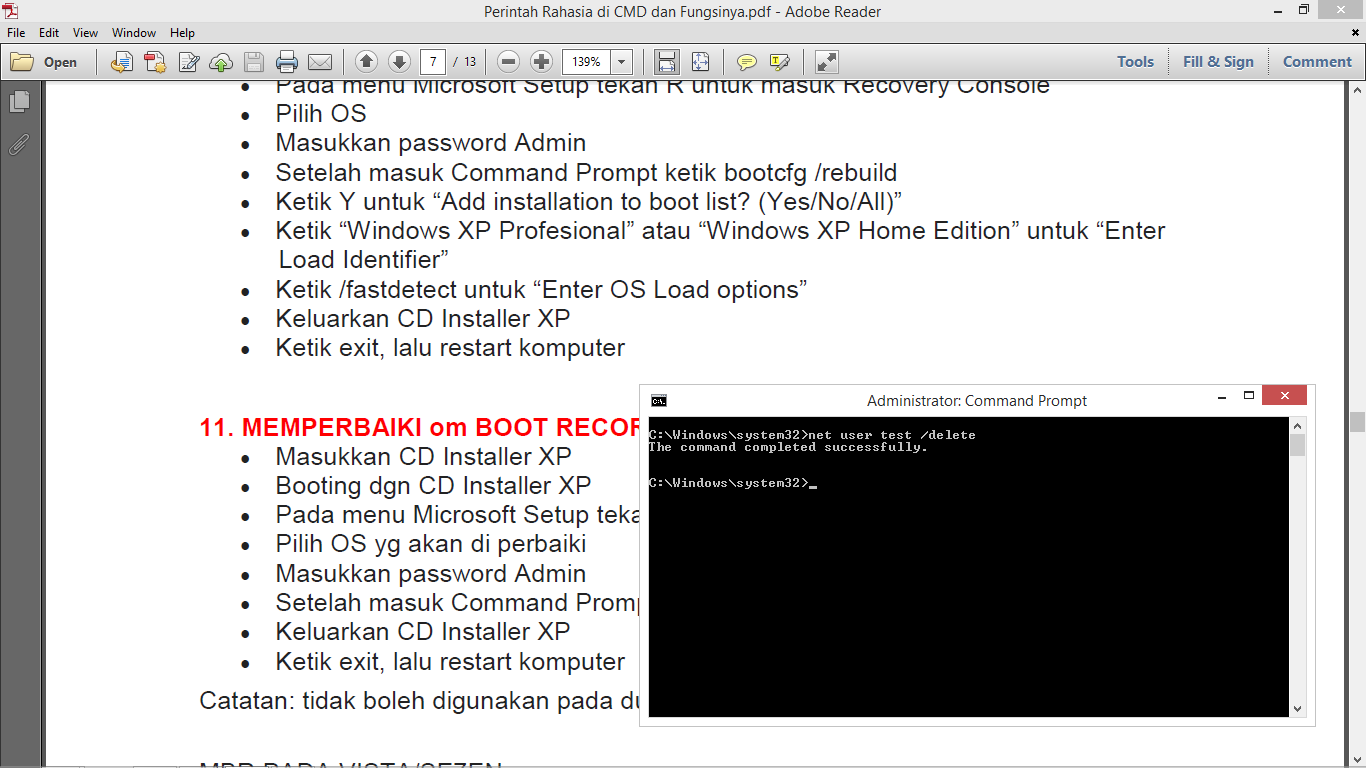 Perintah Rahasia di CMD dan Fungsinya.pdf - Adobe Reader
File Edit View Window Help
Open 7 / 13 139% Tools Fill & Sign Comment
Pada menu Microsoft Setup tekan R untuk masuk Recovery Console
• Pilih OS
• Masukkan password Admin
• Setelah masuk Command Prompt ketik bootcfg /rebuild
• Ketik Y untuk “Add installation to boot list? (Yes/No/All)”
• Ketik “Windows XP Profesional” atau “Windows XP Home Edition” untuk “Enter
Load Identifier”
• Ketik /fastdetect untuk “Enter OS Load options”
• Keluarkan CD Installer XP
• Ketik exit, lalu restart komputer
11. MEMPERBAIKI om BOOT RECOR
• Masukkan CD Installer XP
• Booting dgn CD Installer XP
• Pada menu Microsoft Setup teka
• Pilih OS yg akan di perbaiki
• Masukkan password Admin
• Setelah masuk Command Promp
• Keluarkan CD Installer XP
• Ketik exit, lalu restart komputer
Catatan: tidak boleh digunakan pada du
MBR PADA VISTA/SEZEN
Administrator: Command Prompt
C:\Windows\system32>net user test /delete
The command completed successfully.
C:\Windows\system32>_